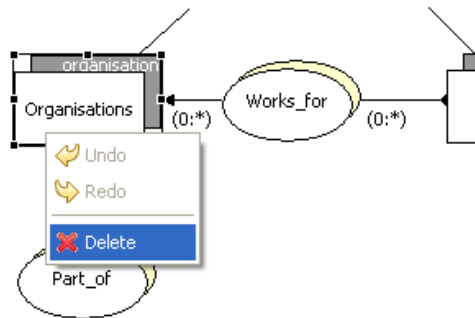 organisation
Organisations
Works_for
(0:*)
(0:*)
Undo
Redo
Delete
Part_of